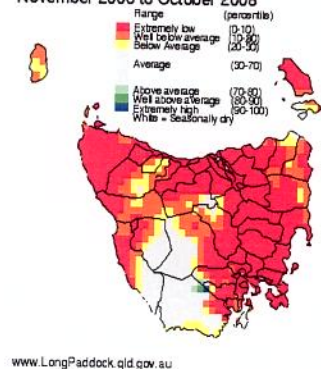 November 2006 to October 2008
Range (percentile)
Extremely low (0-10)
Well below average (10-20)
Below Average (20-30)
Average (30-70)
Above average (70-80)
Well above average (80-90)
Extremely high (90-100)
White = Seasonally dry
www.LongPaddock.qld.gov.au